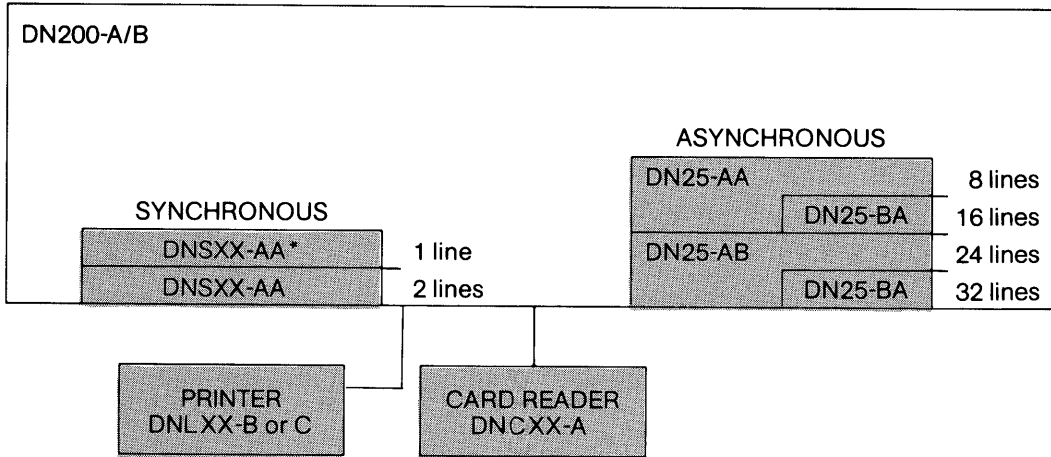 DN200-A/B
SYNCHRONOUS
DNSXX-AA* 1 line
DNSXX-AA 2 lines
ASYNCHRONOUS
DN25-AA 8 lines
DN25-BA 16 lines
DN25-AB 24 lines
DN25-BA 32 lines
PRINTER
DNLXX-B or C
CARD READER
DNCXX-A